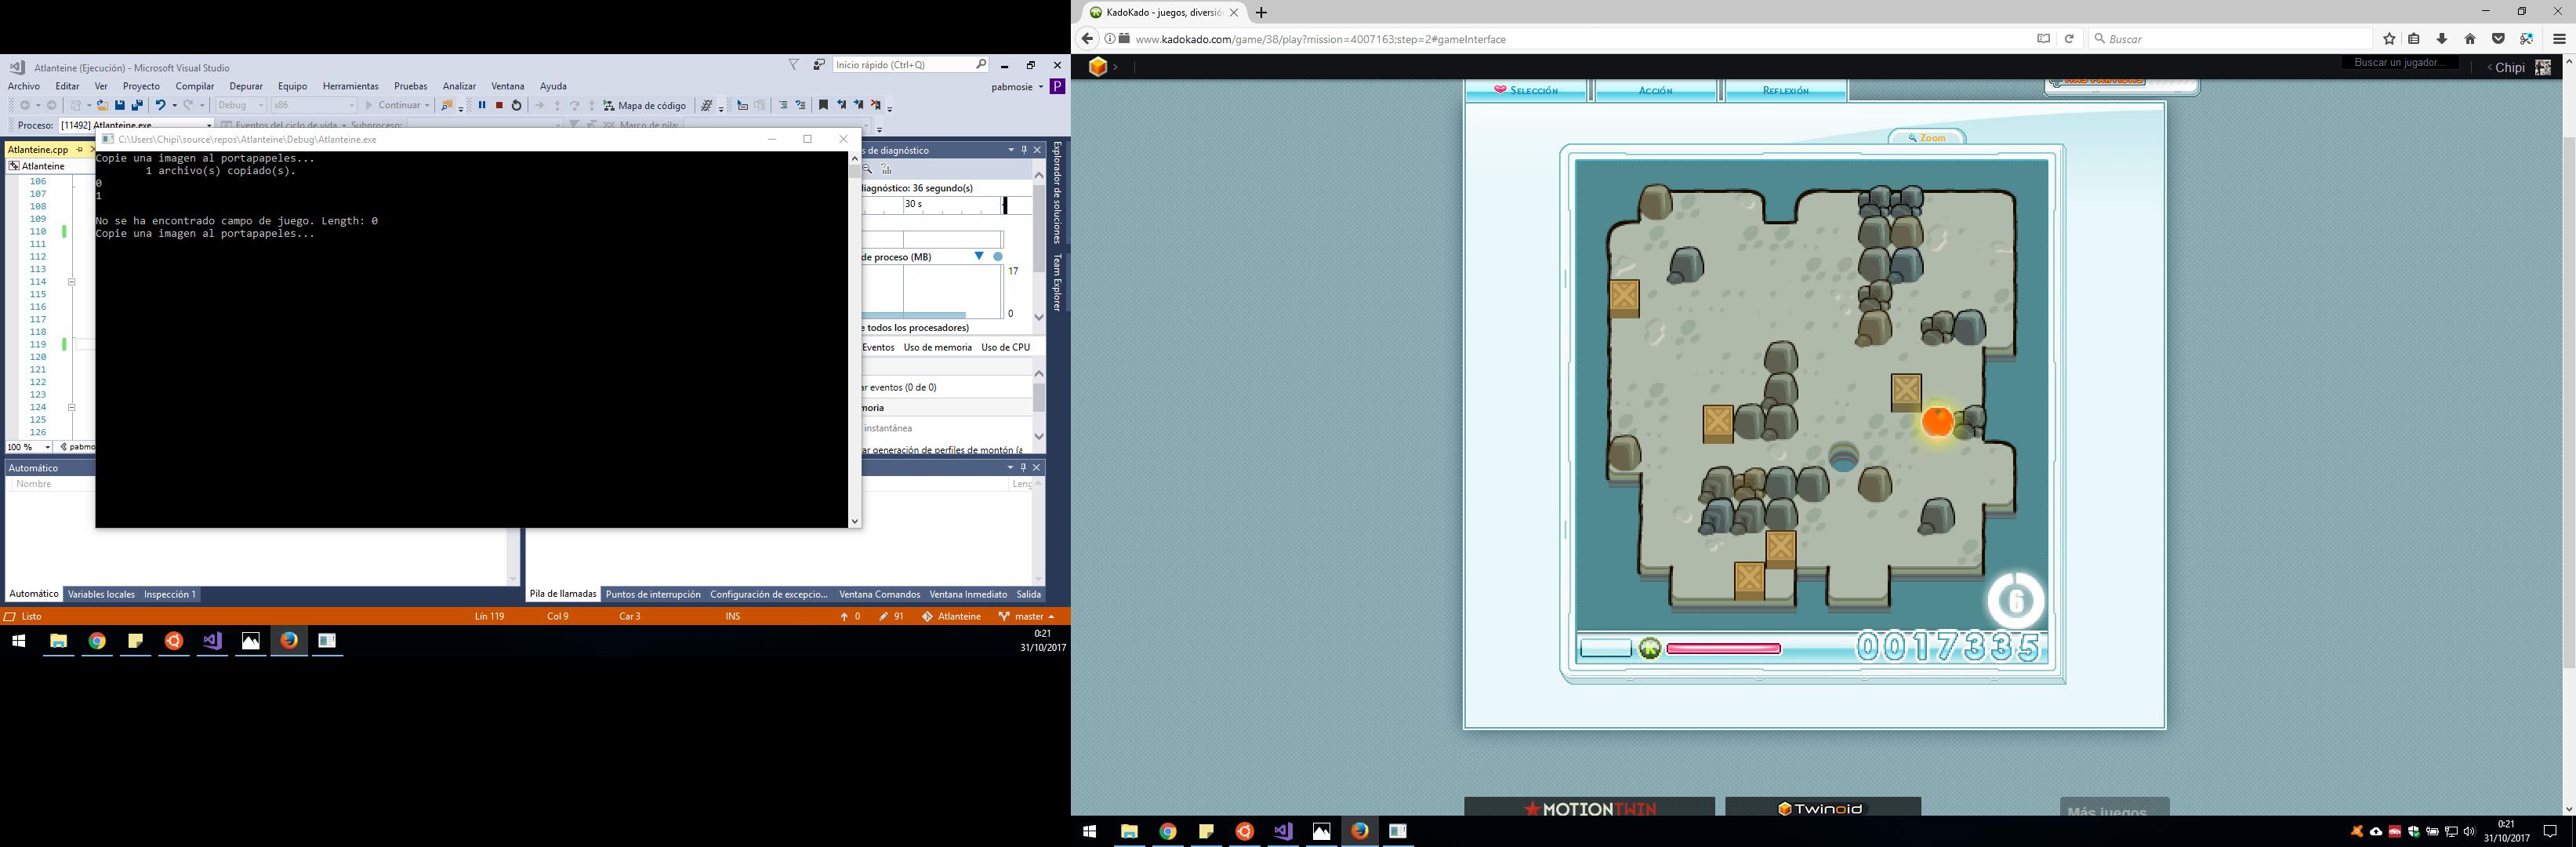 Atlanteine (Ejecución) - Microsoft Visual Studio
Inicio rápido (Ctrl+Q)
Archivo Editar Ver Proyecto Compilar Depurar Equipo Herramientas Pruebas Analizar Ventana Ayuda
pabmosie P
Debug x86 Continuar Mapa de código
Proceso: [11492] Atlanteine.exe Eventos del ciclo de vida Subproceso: Marco de pila:
C:\Users\Chipi\source\repos\Atlanteine\Debug\Atlanteine.exe
Atlanteine.cpp
Atlanteine
Copie una imagen al portapapeles...
1 archivo(s) copiado(s).
0
1
No se ha encontrado campo de juego. Length: 0
Copie una imagen al portapapeles...
106
107
108
109
110
111
112
113
114
115
116
117
118
119
120
121
122
123
124
125
126
100 % pabmo
s de diagnóstico
iagnóstico: 36 segundo(s)
30 s
de proceso (MB)
17
0
e todos los procesadores)
Eventos Uso de memoria Uso de CPU
ar eventos (0 de 0)
moria
instantánea
ar generación de perfiles de montón (a
Explorador de soluciones
Team Explorer
Automático
Nombre
Leng
Automático Variables locales Inspección 1
Pila de llamadas Puntos de interrupción Configuración de excepcio... Ventana Comandos Ventana Inmediato Salida
Listo Lín 119 Col 9 Car 3 INS 0 91 Atlanteine master
0:21
31/10/2017
KadoKado - juegos, diversió
www.kadokado.com/game/38/play?mission=4007163;step=2#gameInterface
Buscar
Buscar un jugador...
Chipi
Selección Acción Reflexión
Zoom
6
K
0017335
MOTIONTWIN
Twinoid
Más juegos
0:21
31/10/2017